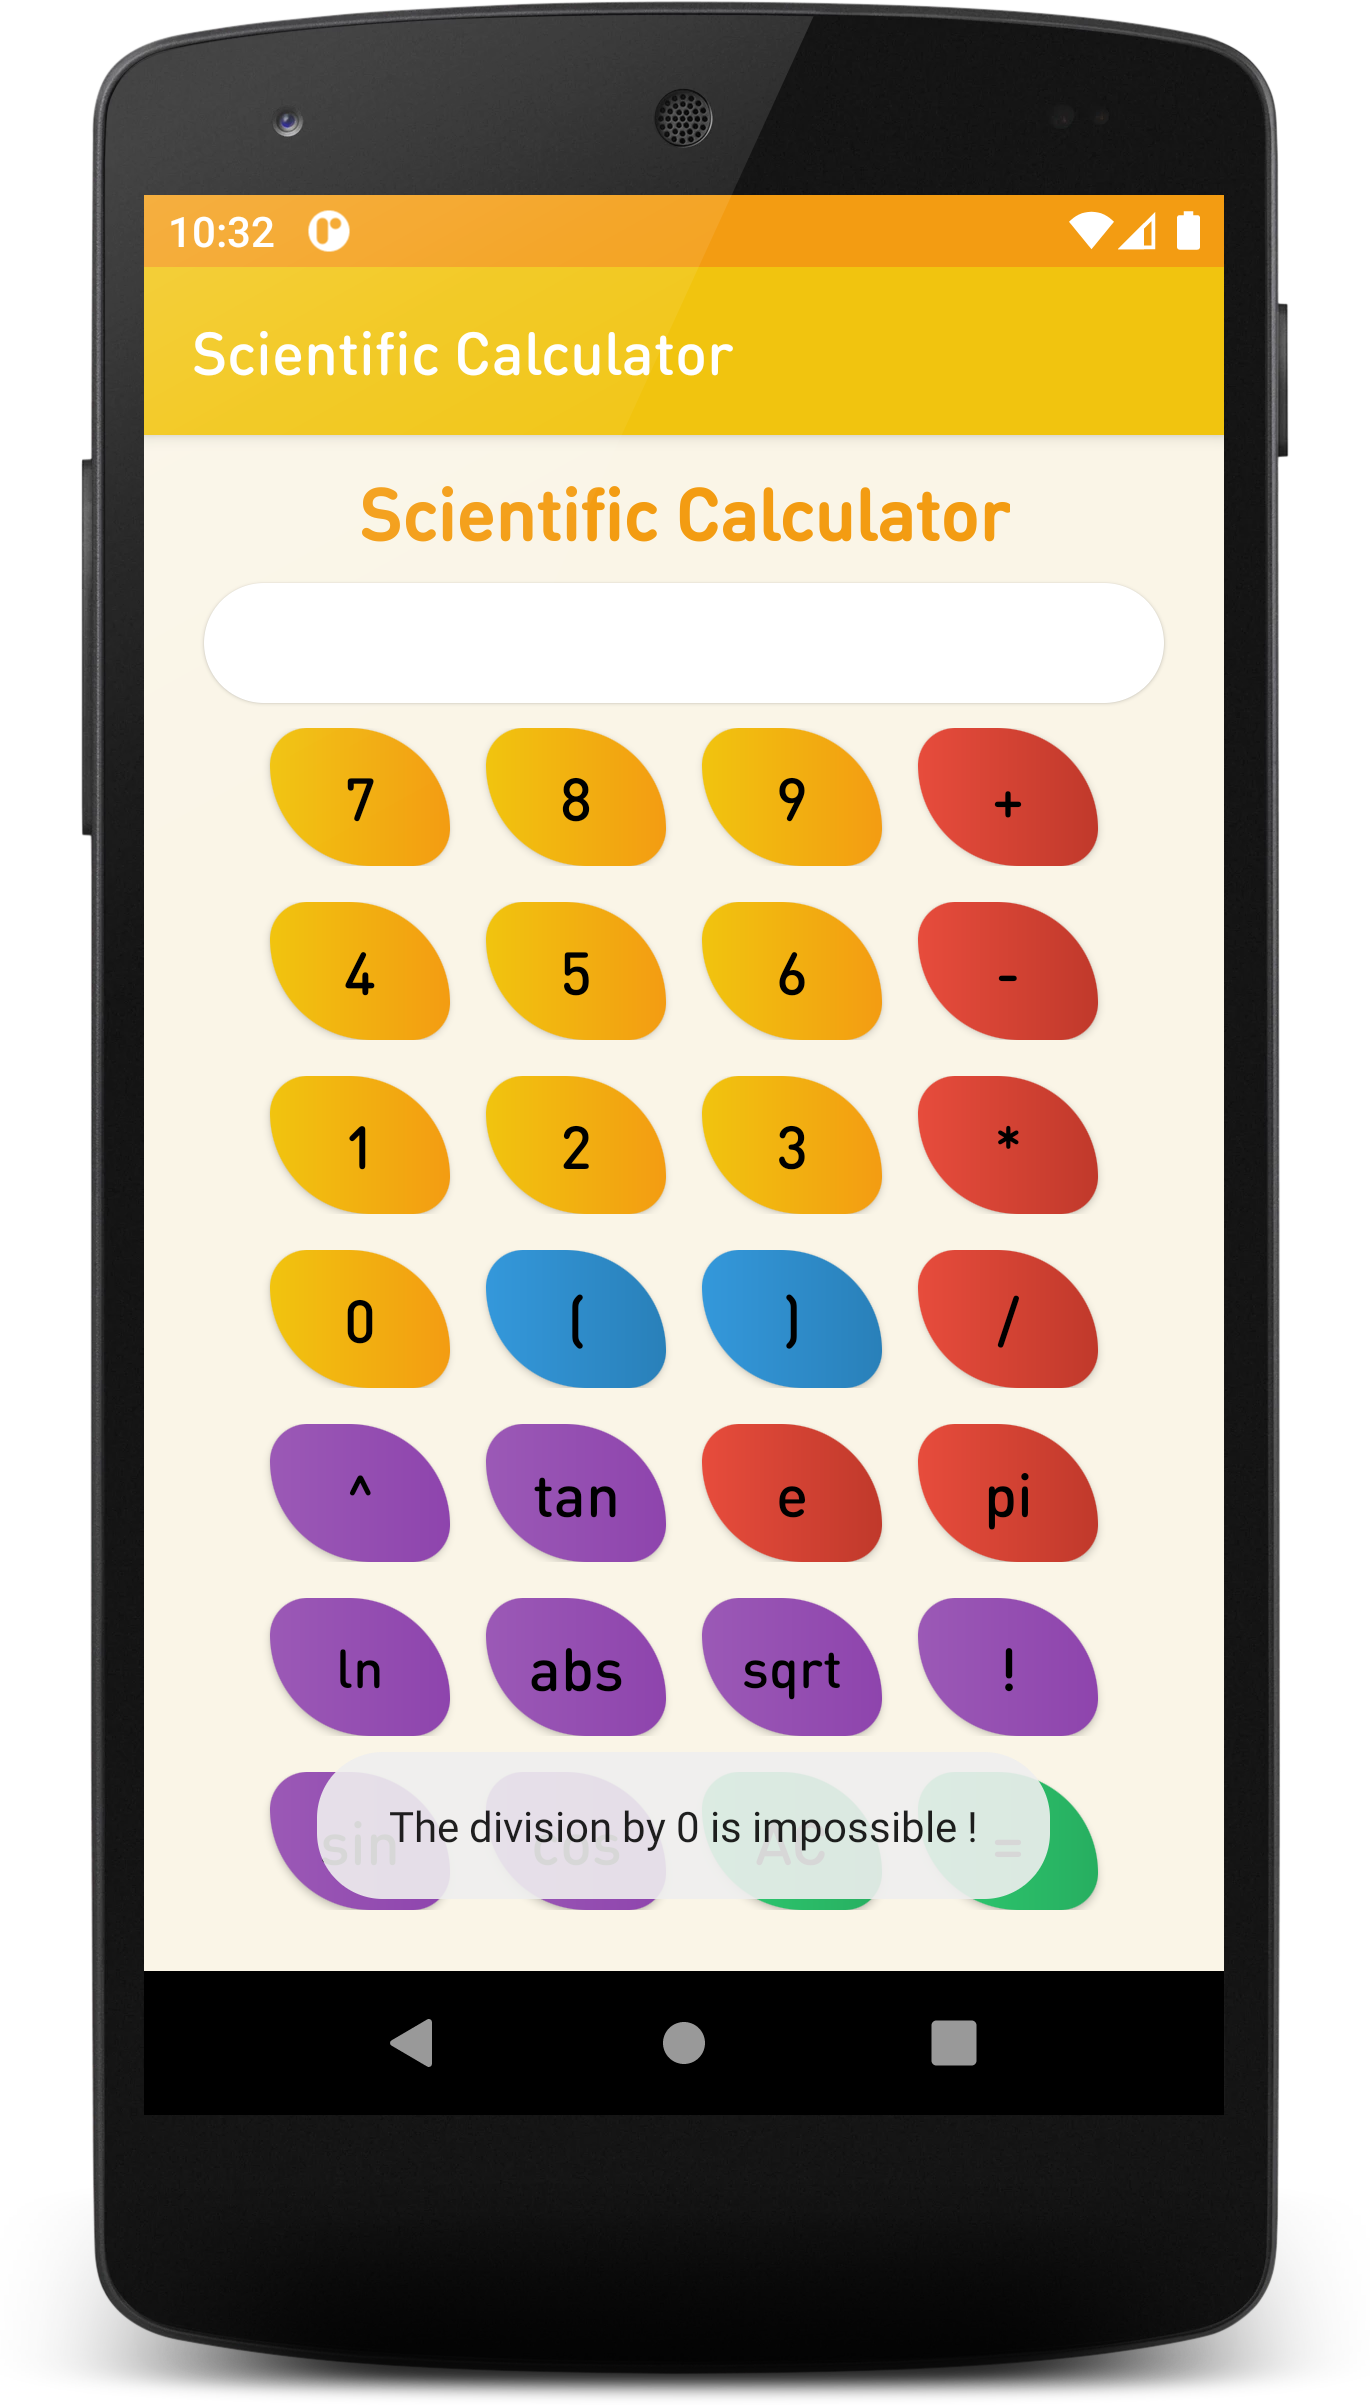 10:32
Scientific Calculator
Scientific Calculator
7 8 9 +
4 5 6 -
1 2 3 *
0 ( ) /
^ tan e pi
ln abs sqrt !
sin cos AC =
The division by 0 is impossible !